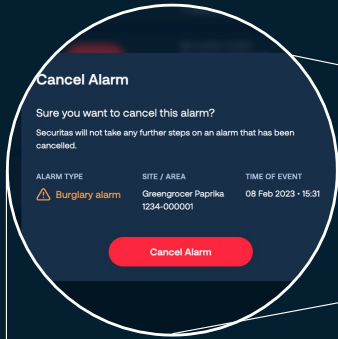 Cancel Alarm
Sure you want to cancel this alarm?
Securitas will not take any further steps on an alarm that has been
cancelled.
ALARM TYPE SITE / AREA TIME OF EVENT
Burglary alarm Greengrocer Paprika 08 Feb 2023 • 15:31
1234-000001
Cancel Alarm